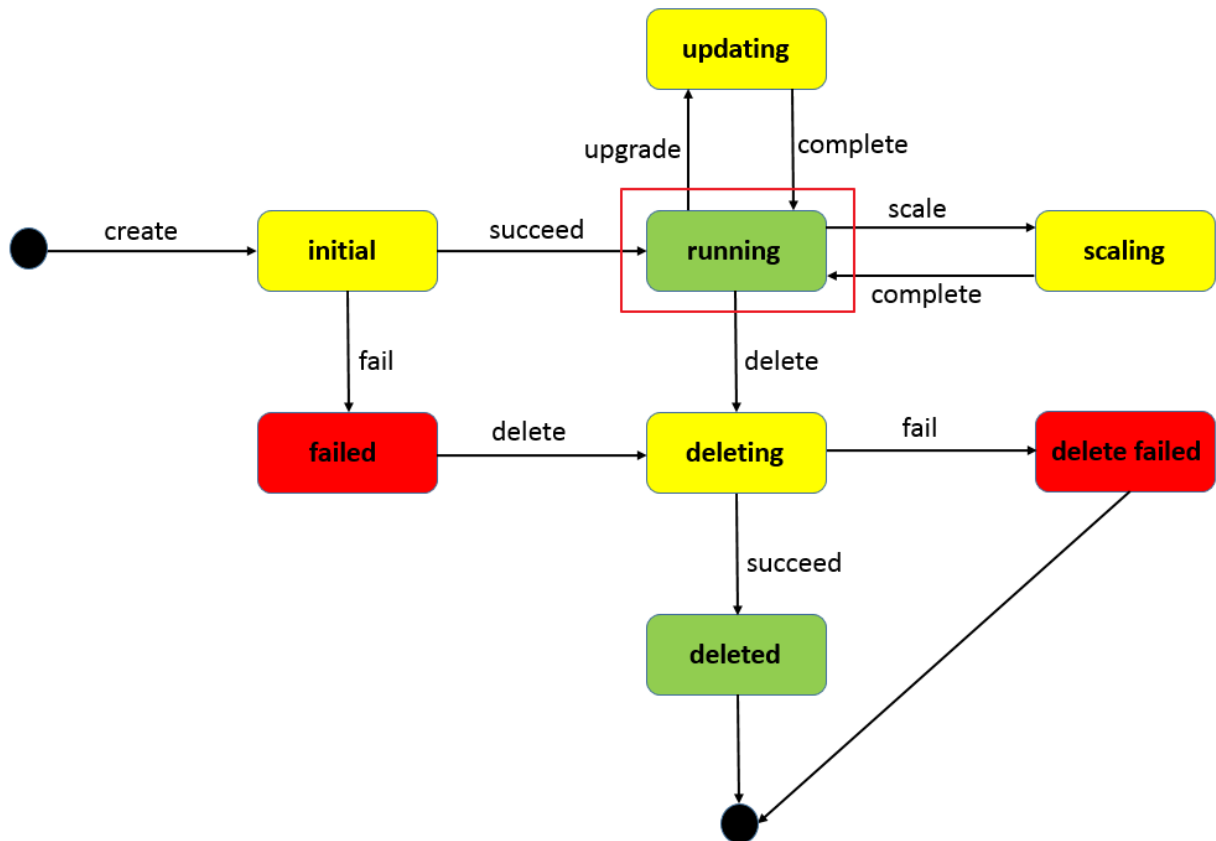 updating
upgrade
complete
create
initial
succeed
running
scale
scaling
complete
fail
delete
failed
delete
deleting
fail
delete failed
succeed
deleted